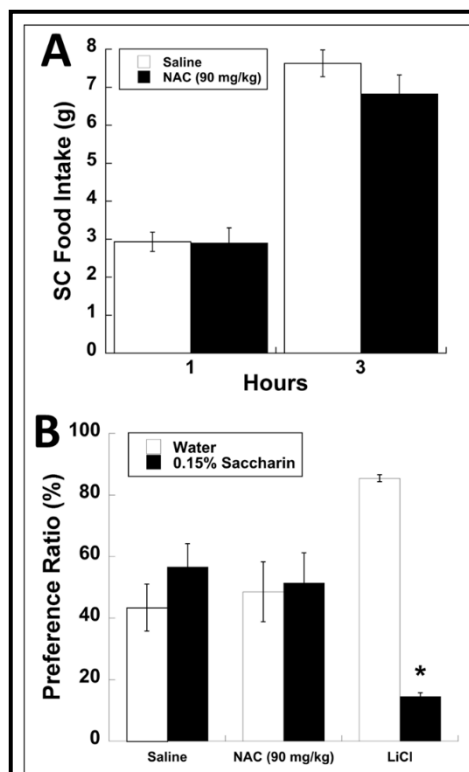 A
Saline
NAC (90 mg/kg)
SC Food Intake (g)
8
7
6
5
4
3
2
1
0
1
3
Hours
B
Water
0.15% Saccharin
Preference Ratio (%)
100
80
60
40
20
0
*
Saline
NAC (90 mg/kg)
LiCl